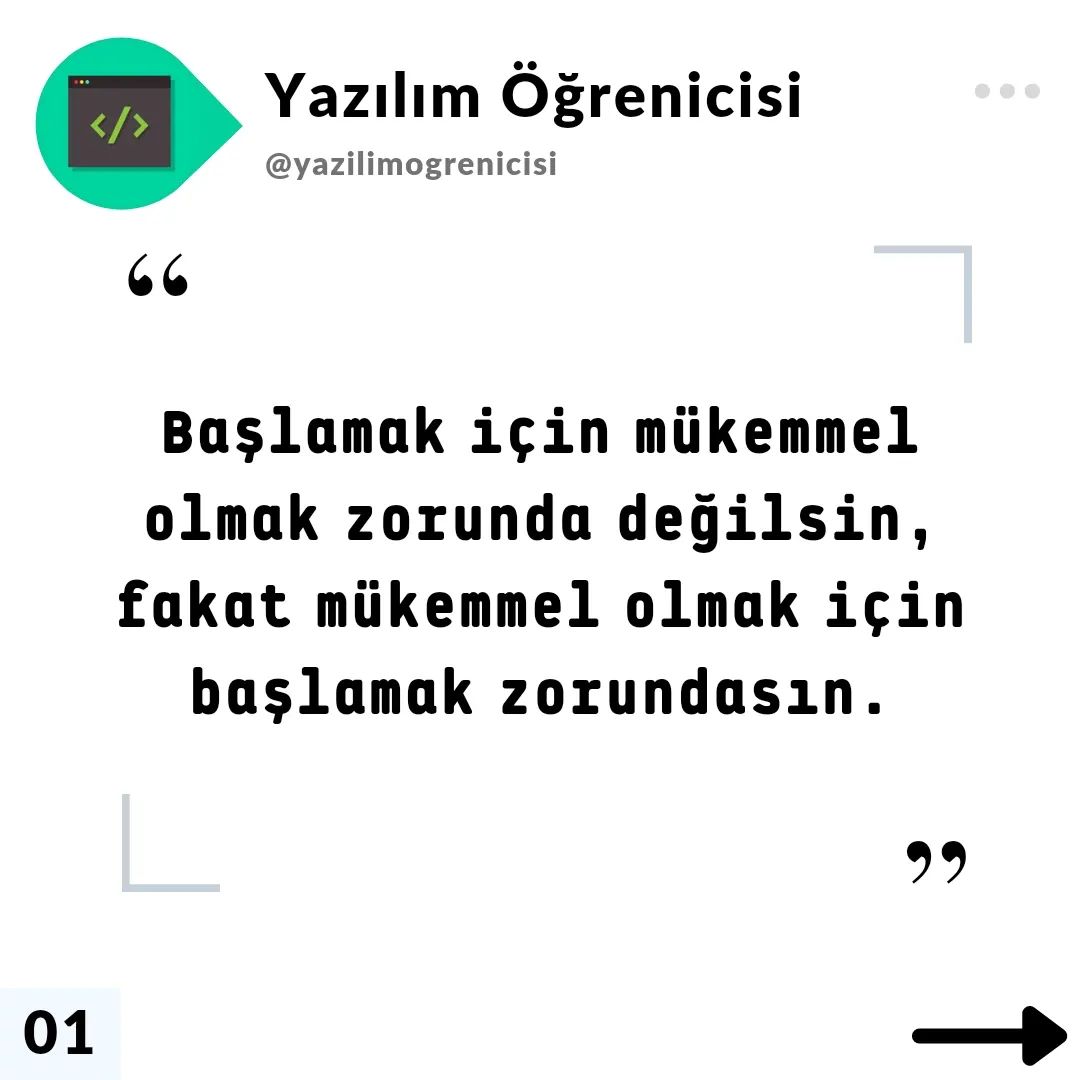 </>
Yazılım Öğrenicisi
@yazilimogrenicisi
“
Başlamak için mükemmel
olmak zorunda değilsin,
fakat mükemmel olmak için
başlamak zorundasın.
”
01